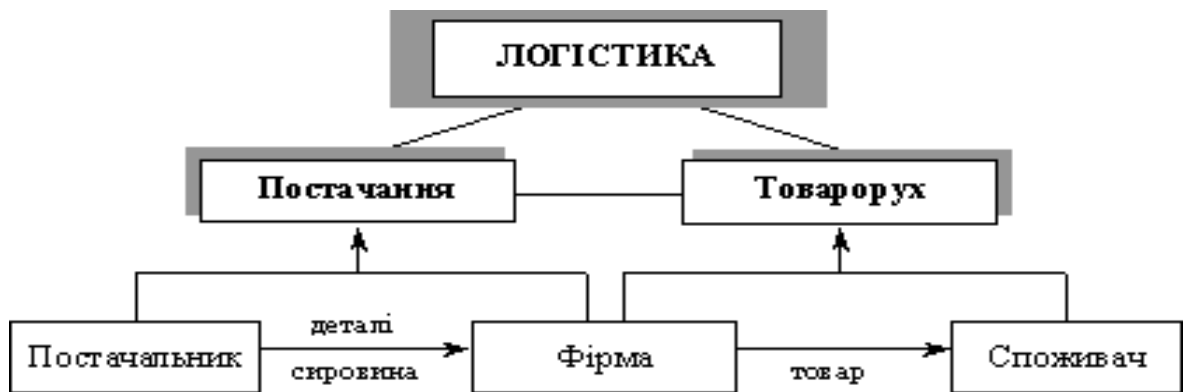 ЛОГІСТИКА
Постачання
Товарорух
деталі
Постачальник
Фірма
Споживач
сировина
товар